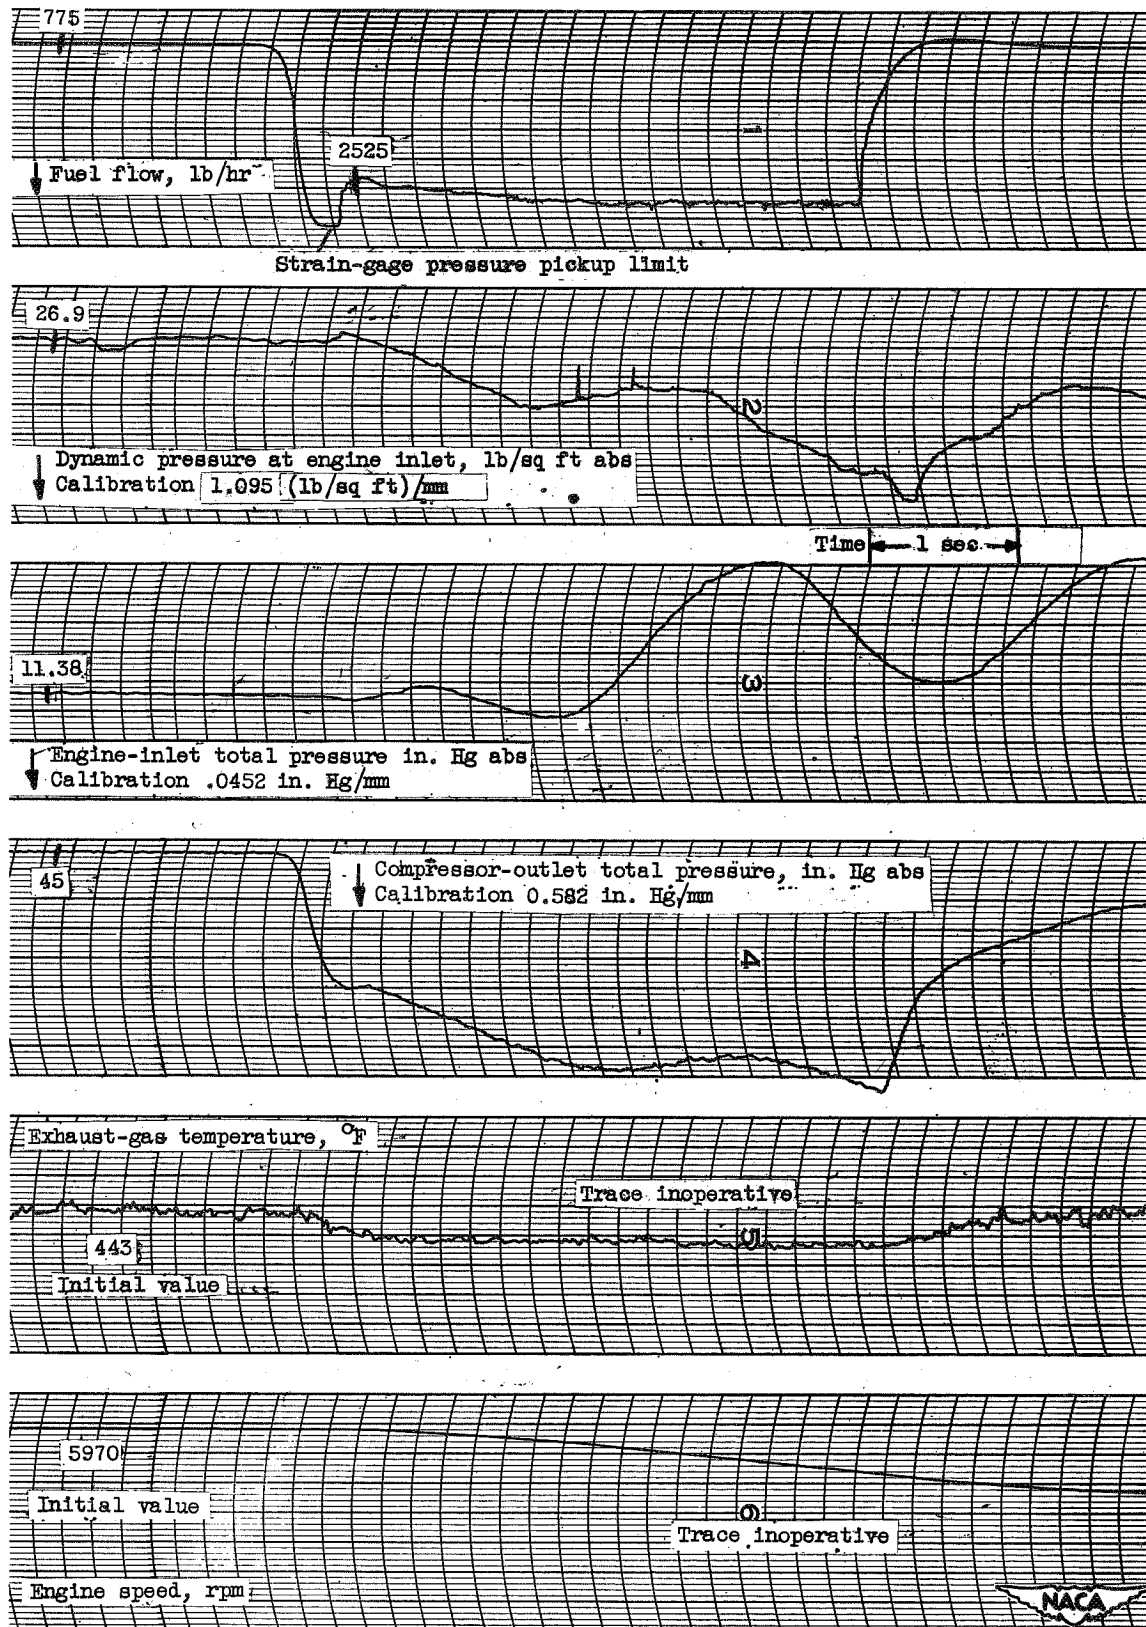 775
2525
Fuel flow, lb/hr
Strain-gage pressure pickup limit
26.9
2
Dynamic pressure at engine inlet, lb/sq ft abs
Calibration 1.095 (lb/sq ft)/mm
Time 1 sec
11.38
3
Engine-inlet total pressure in. Hg abs
Calibration .0452 in. Hg/mm
45
Compressor-outlet total pressure, in. Hg abs
Calibration 0.582 in. Hg/mm
4
Exhaust-gas temperature, °F
Trace inoperative
5
443
Initial value
5970
Initial value
6
Trace inoperative
Engine speed, rpm
NACA